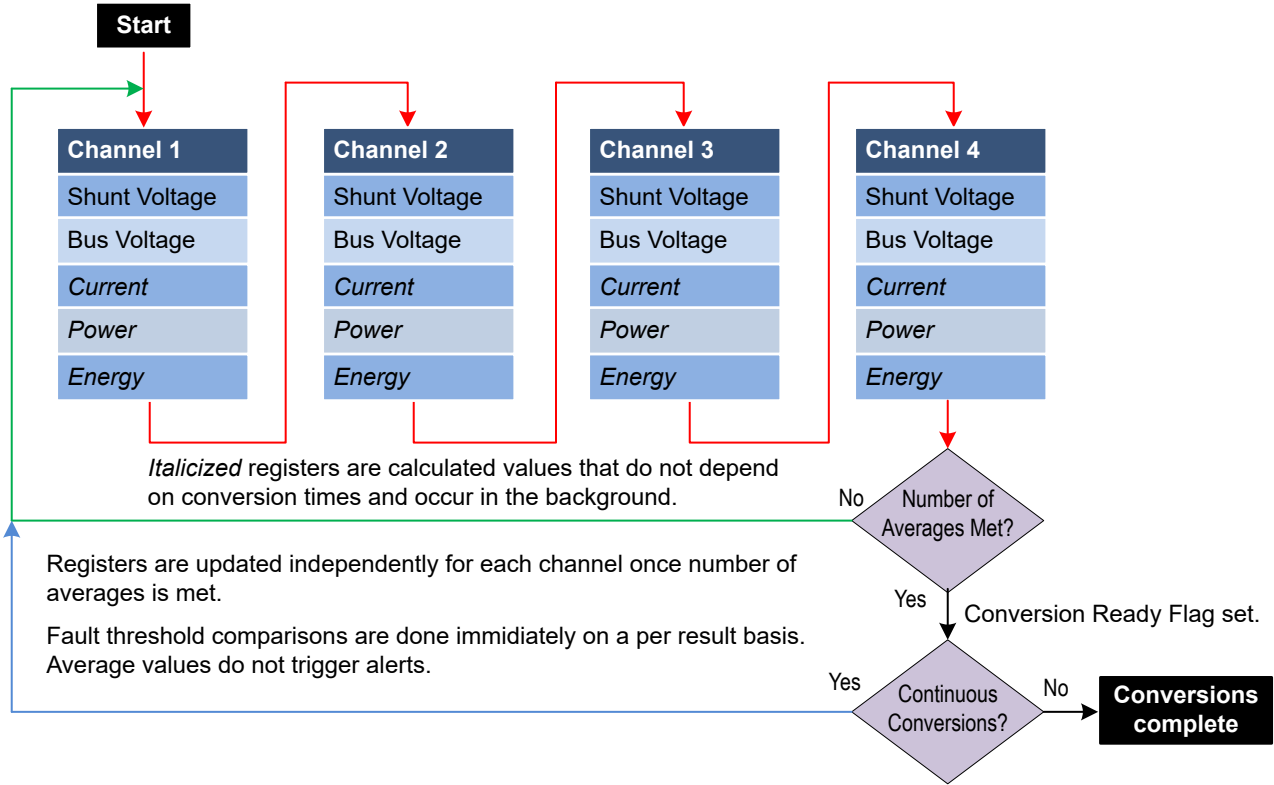 Start
Channel 1
Shunt Voltage
Bus Voltage
Current
Power
Energy
Channel 2
Shunt Voltage
Bus Voltage
Current
Power
Energy
Channel 3
Shunt Voltage
Bus Voltage
Current
Power
Energy
Channel 4
Shunt Voltage
Bus Voltage
Current
Power
Energy
Italicized registers are calculated values that do not depend
on conversion times and occur in the background.
No
Number of
Averages Met?
Registers are updated independently for each channel once number of
averages is met.
Yes
Conversion Ready Flag set.
Fault threshold comparisons are done immidiately on a per result basis.
Average values do not trigger alerts.
Yes
Continuous
Conversions?
No
Conversions
complete